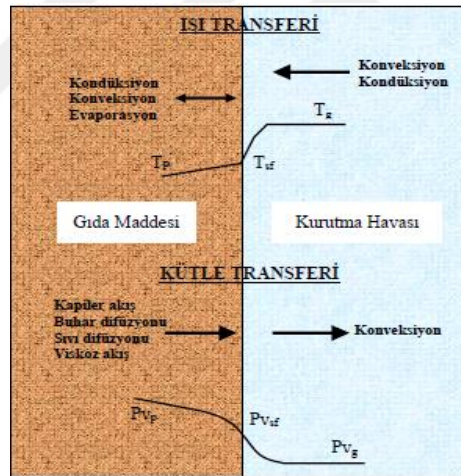 ISI TRANSFERİ
Kondüksiyon
Konveksiyon
Evaporasyon
Konveksiyon
Kondüksiyon
Tg
TP
Tsf
Gıda Maddesi
Kurutma Havası
KÜTLE TRANSFERİ
Kapiler akış
Buhar difüzyonu
Sıvı difüzyonu
Viskoz akış
Konveksiyon
PvP
Pvsf
Pvg